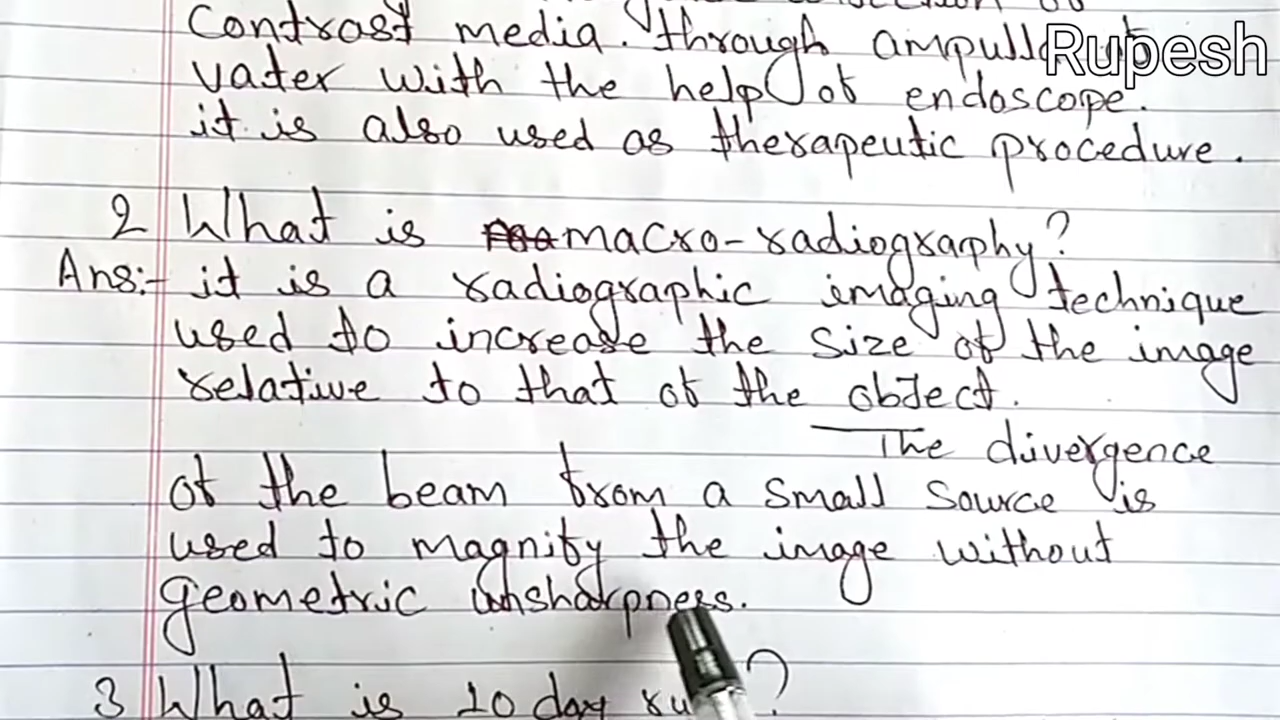 Contrast media. through ampulla
Rupesh
vater with the help of endoscope.
it is also used as therapeutic procedure.
2 What is macro-radiography?
Ans:- it is a radiographic imaging technique
used to increase the size of the image
relative to that of the object.
The divergence
of the beam from a small source is
used to magnify the image without
geometric unsharpness.
3 What is 10 day ?